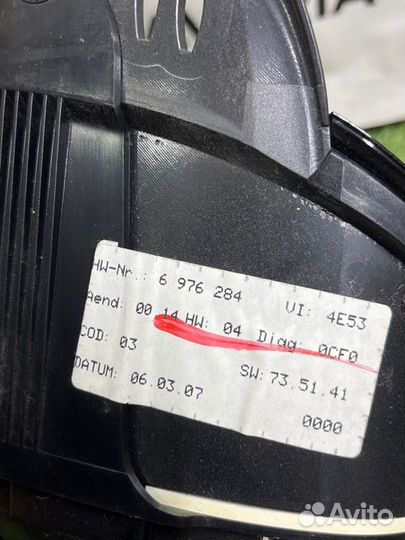 HW-Nr.: 6 976 284 VI: 4E53
Aend: 00 14 HW: 04 Diag: 0CF0
COD: 03 SW: 73.51.41
DATUM: 06.03.07 0000
Avito